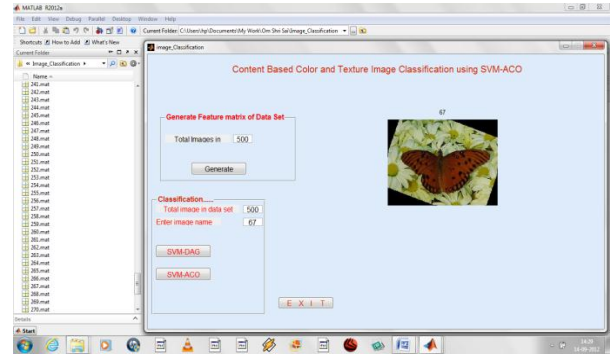 MATLAB R2012a
File Edit View Debug Parallel Desktop Window Help
Current Folder: C:\Users\hp\Documents\My Work\Om Shri Sai\Image_Classification
Shortcuts How to Add What's New
Current Folder
Image_Classification
Name
241.mat
242.mat
243.mat
244.mat
245.mat
246.mat
247.mat
248.mat
249.mat
250.mat
251.mat
252.mat
253.mat
254.mat
255.mat
256.mat
257.mat
258.mat
259.mat
260.mat
261.mat
262.mat
263.mat
264.mat
265.mat
266.mat
267.mat
268.mat
269.mat
270.mat
Details
Start
image_Classification
Content Based Color and Texture Image Classification using SVM-ACO
Generate Feature matrix of Data Set
Total Images in 500
Generate
67
Classification.....
Total image in data set 500
Enter image name 67
SVM-DAG
SVM-ACO
E X I T
14:29